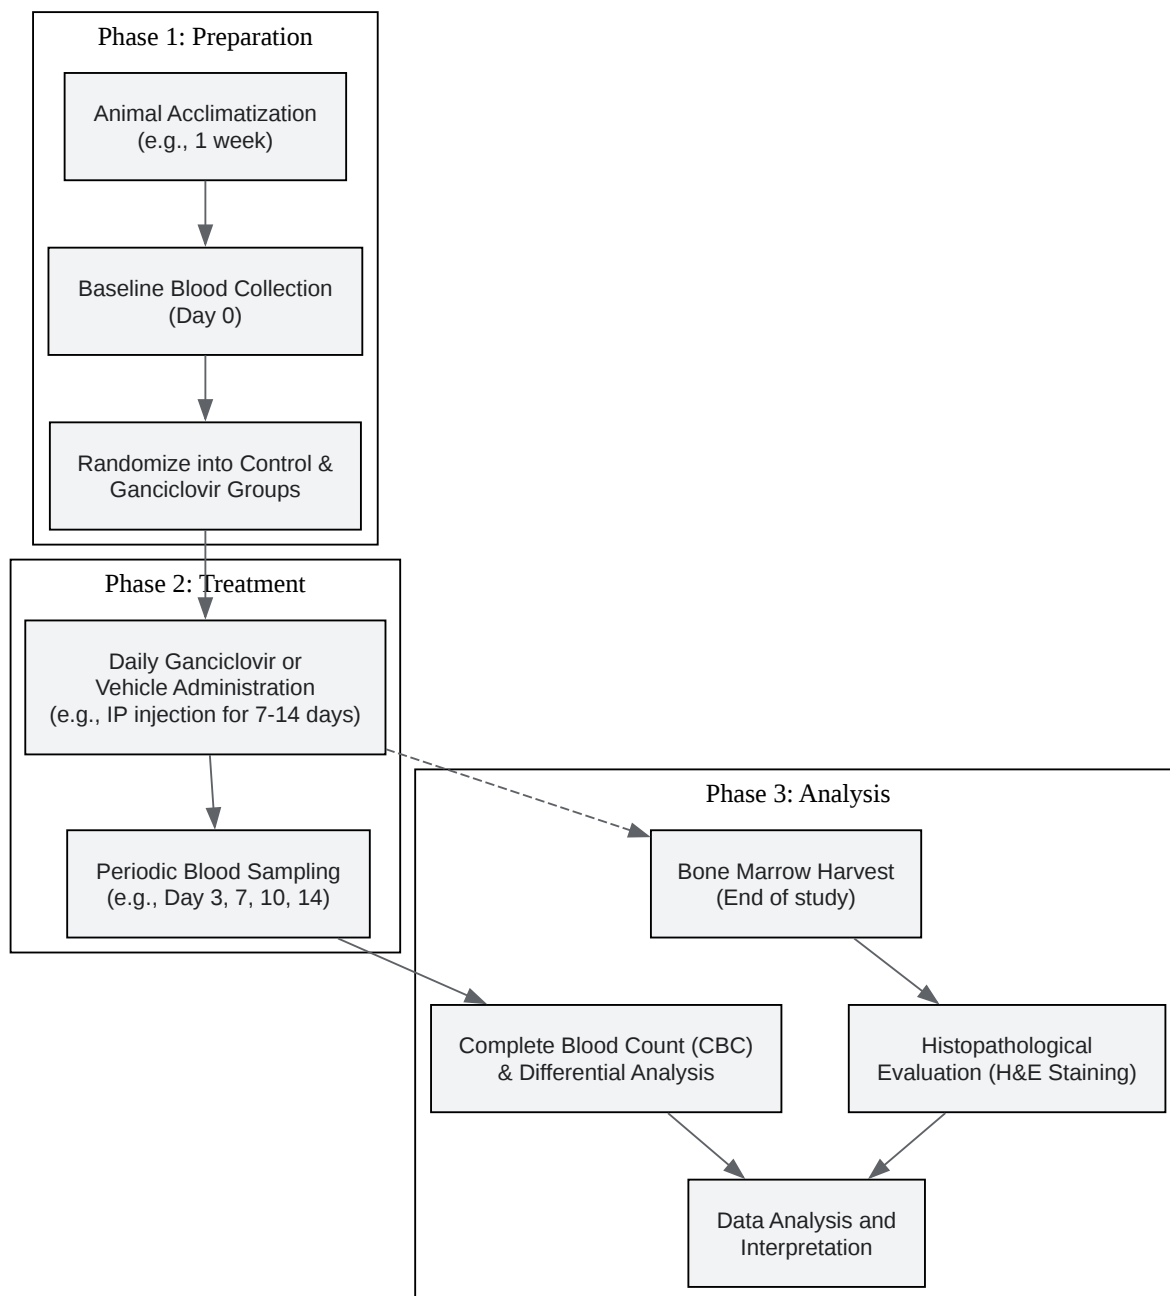 Phase 1: Preparation
Animal Acclimatization
(e.g., 1 week)
Baseline Blood Collection
(Day 0)
Randomize into Control &
Ganciclovir Groups
Phase 2: Treatment
Daily Ganciclovir or
Vehicle Administration
(e.g., IP injection for 7-14 days)
Periodic Blood Sampling
(e.g., Day 3, 7, 10, 14)
Phase 3: Analysis
Bone Marrow Harvest
(End of study)
Complete Blood Count (CBC)
& Differential Analysis
Histopathological
Evaluation (H&E Staining)
Data Analysis and
Interpretation